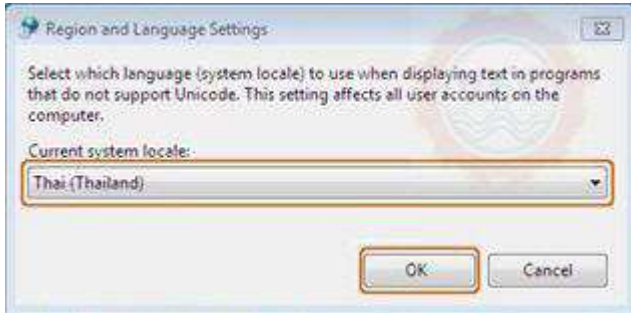 Region and Language Settings
Select which language (system locale) to use when displaying text in programs
that do not support Unicode. This setting affects all user accounts on the
computer.
Current system locale:
Thai (Thailand)
OK
Cancel